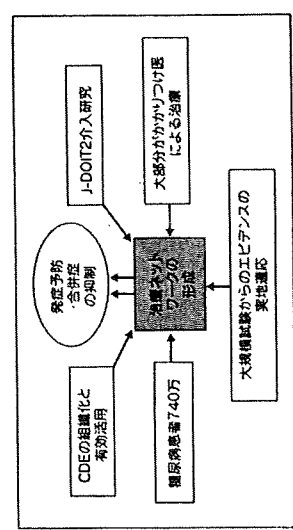 CDEの組織化と
有効活用
発症予防
・合併症
の抑制
J-DOIT2介入研究
糖尿病患者740万
治療ネット
ワークの
形成
大部分がかかりつけ医
による治療
大規模試験からのエビデンスの
実地適応